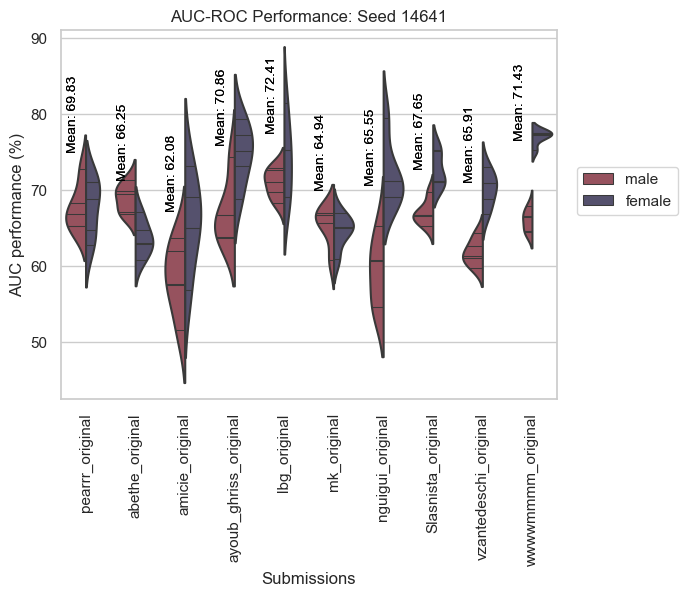 AUC-ROC Performance: Seed 14641
AUC performance (%)
90
80
70
60
50
Mean: 69.83
Mean: 66.25
Mean: 62.08
Mean: 70.86
Mean: 72.41
Mean: 64.94
Mean: 65.55
Mean: 67.65
Mean: 65.91
Mean: 71.43
male
female
pearrr_original
abethe_original
amicie_original
ayoub_ghriss_original
lbg_original
mk_original
nguigui_original
Slasnista_original
vzantedeschi_original
wwwwmmmm_original
Submissions